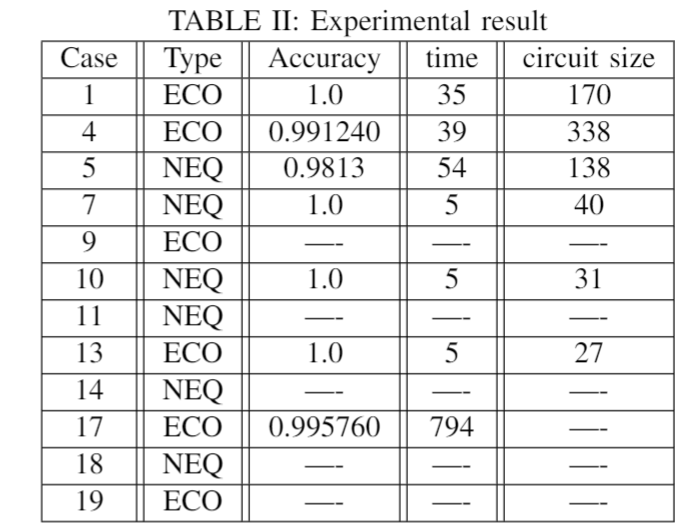 TABLE II: Experimental result
Case Type Accuracy time circuit size
1 ECO 1.0 35 170
4 ECO 0.991240 39 338
5 NEQ 0.9813 54 138
7 NEQ 1.0 5 40
9 ECO —- —- —-
10 NEQ 1.0 5 31
11 NEQ —- —- —-
13 ECO 1.0 5 27
14 NEQ —- —- —-
17 ECO 0.995760 794 —-
18 NEQ —- —- —-
19 ECO —- —- —-